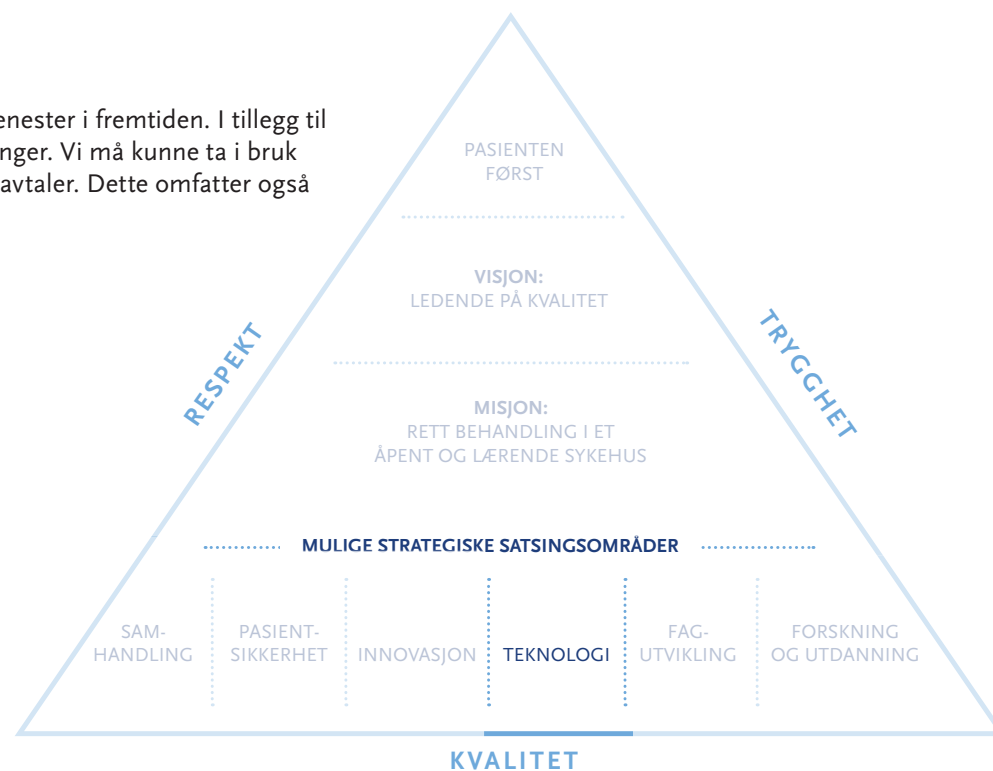 enester i fremtiden. I tillegg til
nger. Vi må kunne ta i bruk
avtaler. Dette omfatter også
PASIENTEN
FØRST
VISJON:
LEDENDE PÅ KVALITET
RESPEKT
TRYGGHET
MISJON:
RETT BEHANDLING I ET
ÅPENT OG LÆRENDE SYKEHUS
MULIGE STRATEGISKE SATSINGSOMRÅDER
SAM-
HANDLING
PASIENT-
SIKKERHET
INNOVASJON
TEKNOLOGI
FAG-
UTVIKLING
FORSKNING
OG UTDANNING
KVALITET